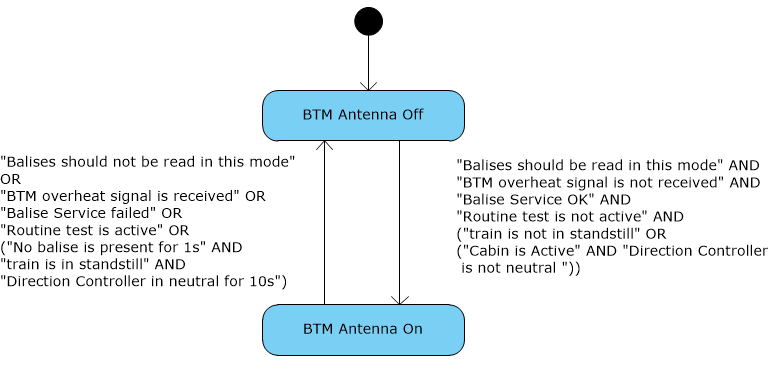 BTM Antenna Off
"Balises should not be read in this mode"
OR
"BTM overheat signal is received" OR
"Balise Service failed" OR
"Routine test is active" OR
("No balise is present for 1s" AND
"train is in standstill" AND
"Direction Controller in neutral for 10s")
"Balises should be read in this mode" AND
"BTM overheat signal is not received" AND
"Balise Service OK" AND
"Routine test is not active" AND
("train is not in standstill" OR
("Cabin is Active" AND "Direction Controller
is not neutral "))
BTM Antenna On